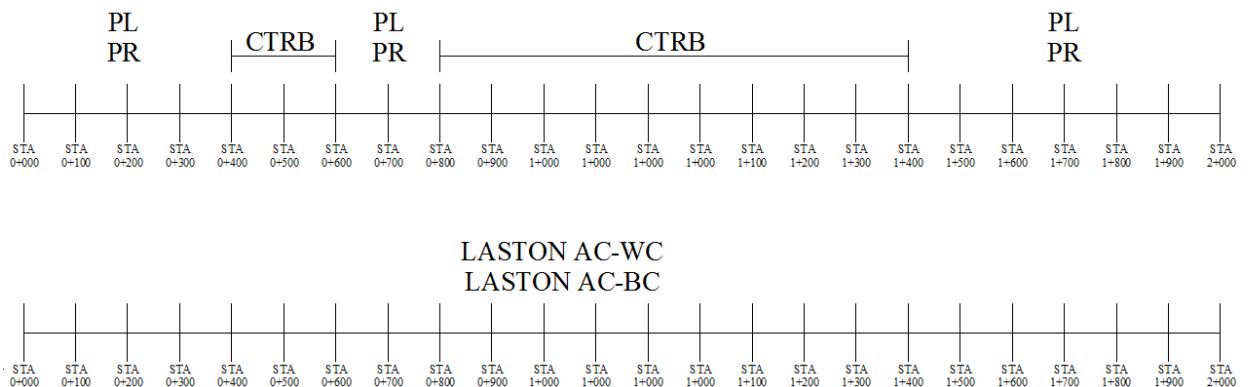 PL
PR
CTRB
PL
PR
CTRB
PL
PR
STA STA STA STA STA STA STA STA STA STA STA STA STA STA STA STA STA STA STA STA STA STA STA STA
0+000 0+100 0+200 0+300 0+400 0+500 0+600 0+700 0+800 0+900 1+000 1+000 1+000 1+000 1+100 1+200 1+300 1+400 1+500 1+600 1+700 1+800 1+900 2+000
LASTON AC-WC
LASTON AC-BC
STA STA STA STA STA STA STA STA STA STA STA STA STA STA STA STA STA STA STA STA STA STA STA STA
0+000 0+100 0+200 0+300 0+400 0+500 0+600 0+700 0+800 0+900 1+000 1+000 1+000 1+000 1+100 1+200 1+300 1+400 1+500 1+600 1+700 1+800 1+900 2+000